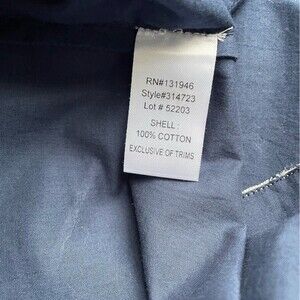 RN#131946
Style#314723
Lot # 52203
SHELL :
100% COTTON
EXCLUSIVE OF TRIMS